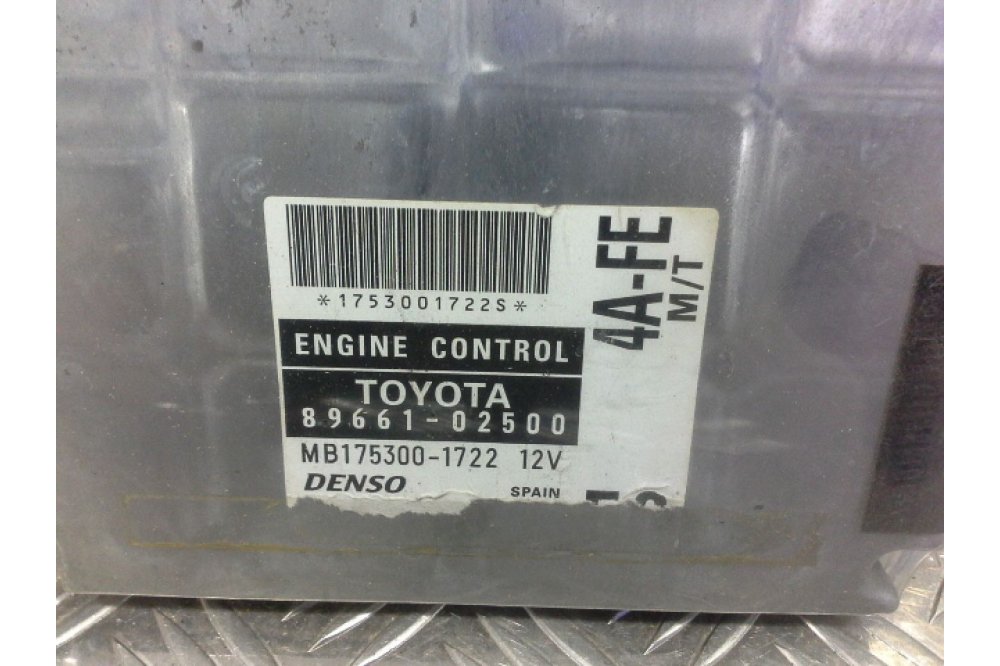 *1753001722S*
ENGINE CONTROL
TOYOTA
89661-02500
MB175300-1722 12V
DENSO SPAIN
4A-FE
M/T